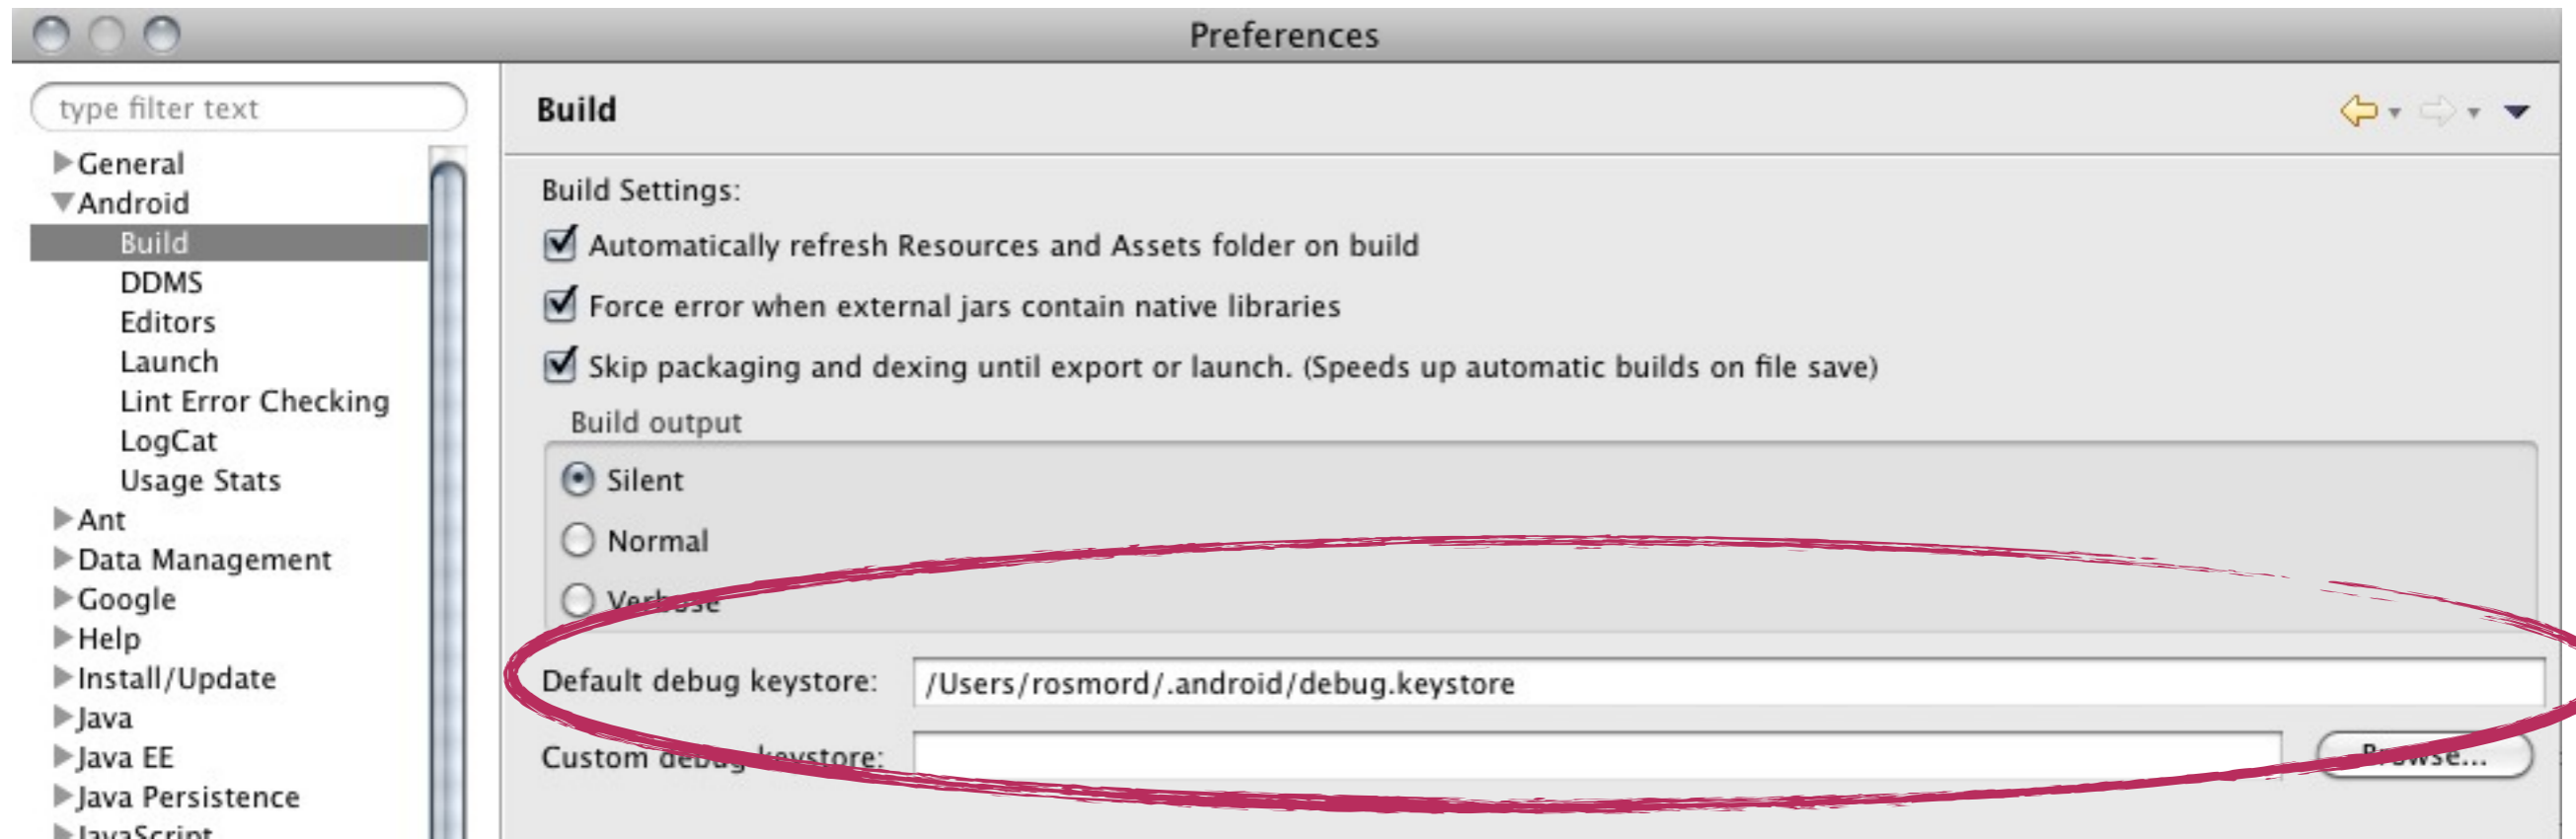 Preferences
type filter text
General
Android
Build
DDMS
Editors
Launch
Lint Error Checking
LogCat
Usage Stats
Ant
Data Management
Google
Help
Install/Update
Java
Java EE
Java Persistence
JavaScript
Build
Build Settings:
Automatically refresh Resources and Assets folder on build
Force error when external jars contain native libraries
Skip packaging and dexing until export or launch. (Speeds up automatic builds on file save)
Build output
Silent
Normal
Verbose
Default debug keystore: /Users/rosmord/.android/debug.keystore
Custom debug keystore: Browse...